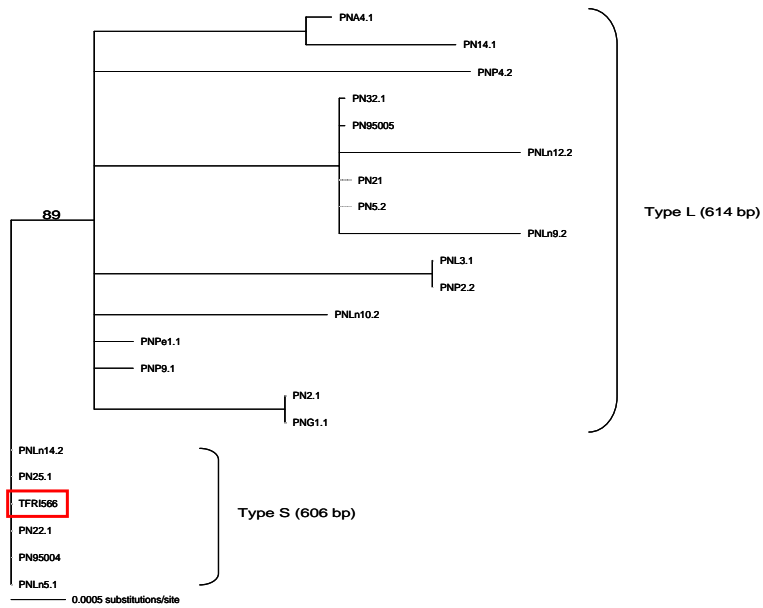 PNA4.1
PN14.1
PNP4.2
PN32.1
PN95005
PNLn12.2
PN21
PN5.2
Type L (614 bp)
89
PNLn9.2
PNL3.1
PNP2.2
PNLn10.2
PNPe1.1
PNP9.1
PN2.1
PNG1.1
PNLn14.2
PN25.1
TFRI566
Type S (606 bp)
PN22.1
PN95004
PNLn5.1
0.0005 substitutions/site